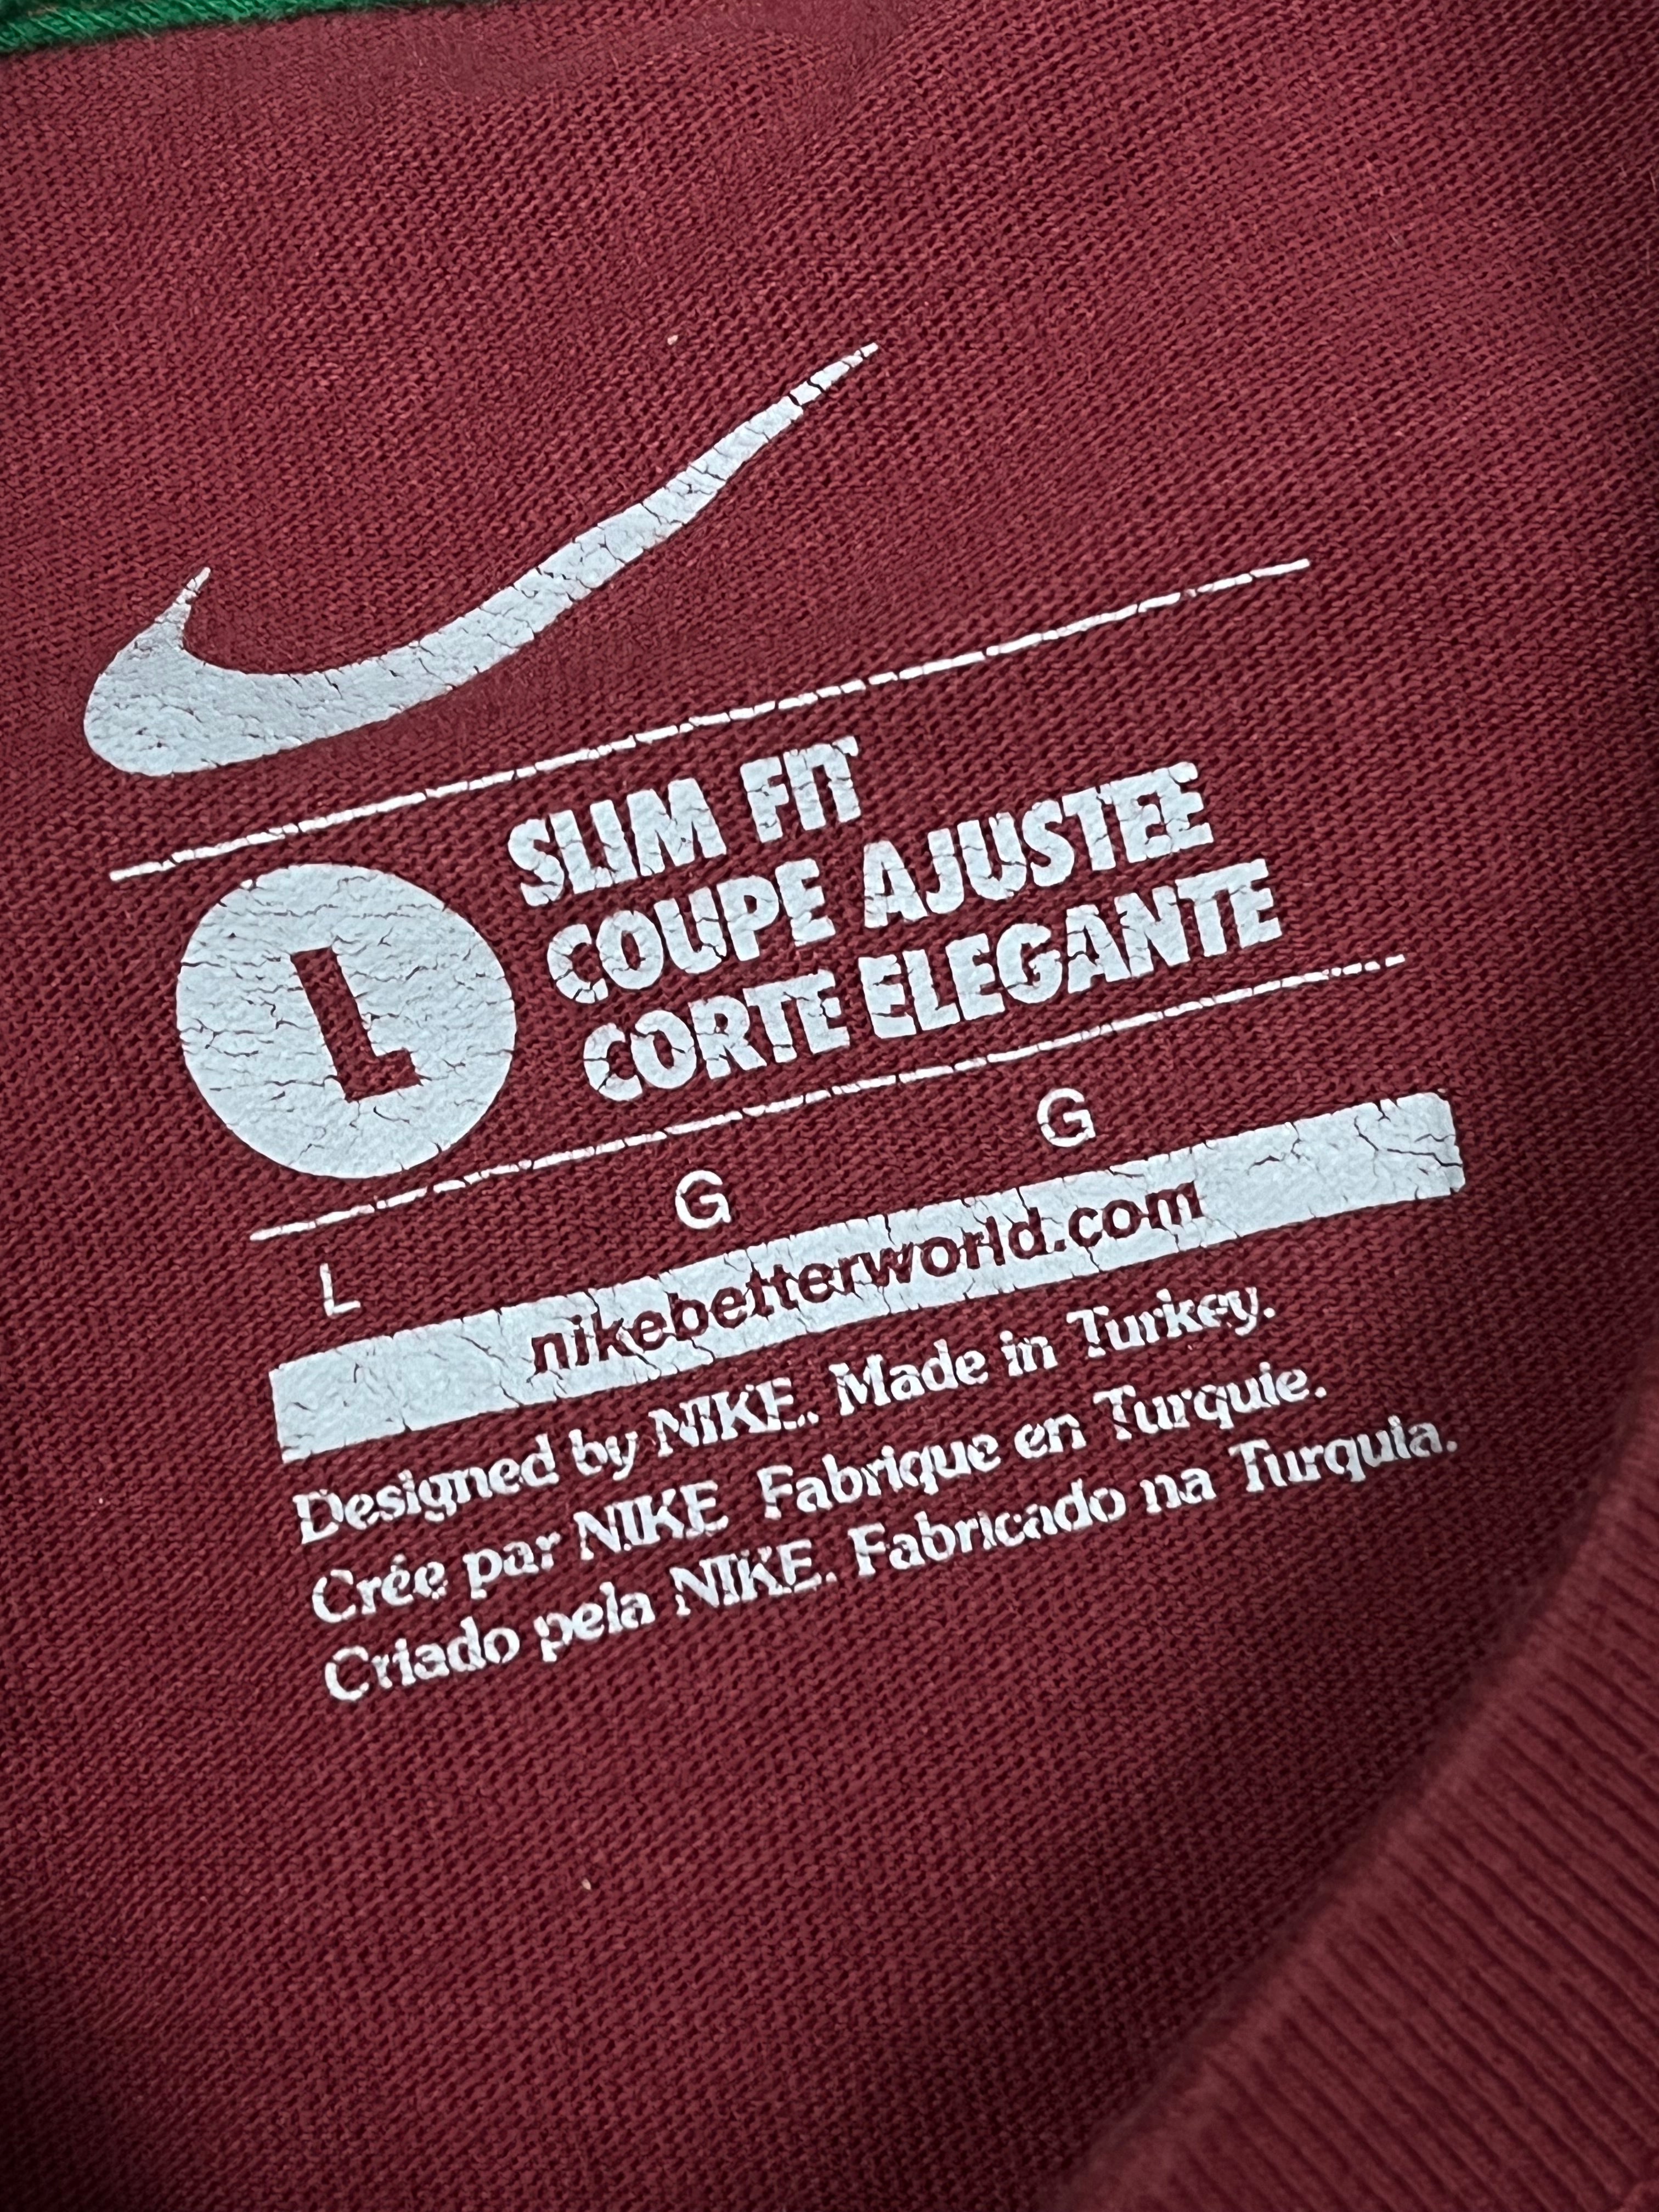 L
SLIM FIT
COUPE AJUSTEE
CORTE ELEGANTE
L G G
nikebetterworld.com
Designed by NIKE. Made in Turkey.
Crée par NIKE Fabrique en Turquie.
Criado pela NIKE. Fabricado na Turquia.